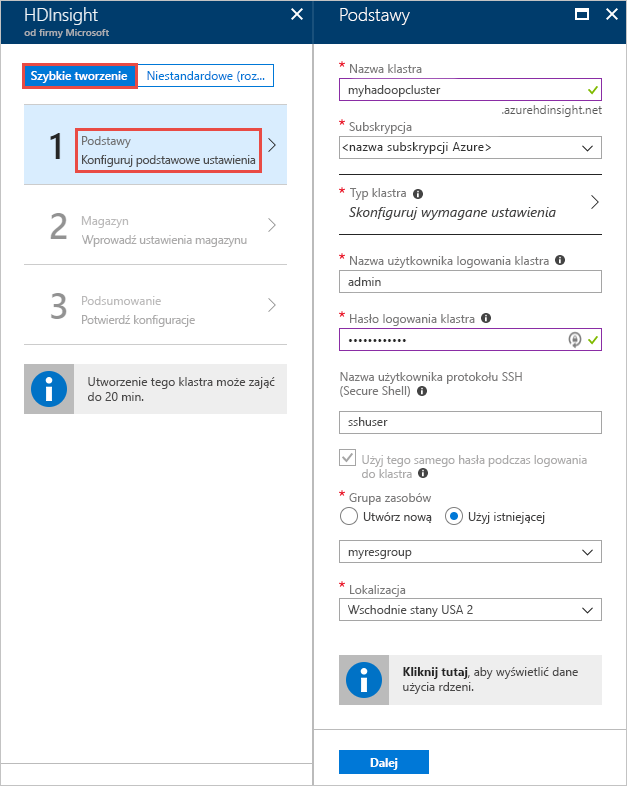 HDInsight
od firmy Microsoft
Szybkie tworzenie
Niestandardowe (roz...
1
Podstawy
Konfiguruj podstawowe ustawienia
2
Magazyn
Wprowadź ustawienia magazynu
3
Podsumowanie
Potwierdź konfiguracje
Utworzenie tego klastra może zająć
do 20 min.
Podstawy
* Nazwa klastra
myhadoopcluster
.azurehdinsight.net
* Subskrypcja
<nazwa subskrypcji Azure>
* Typ klastra
Skonfiguruj wymagane ustawienia
* Nazwa użytkownika logowania klastra
admin
* Hasło logowania klastra
••••••••••••
Nazwa użytkownika protokołu SSH
(Secure Shell)
sshuser
Użyj tego samego hasła podczas logowania
do klastra
* Grupa zasobów
Utwórz nową
Użyj istniejącej
myresgroup
* Lokalizacja
Wschodnie stany USA 2
Kliknij tutaj, aby wyświetlić dane
użycia rdzeni.
Dalej